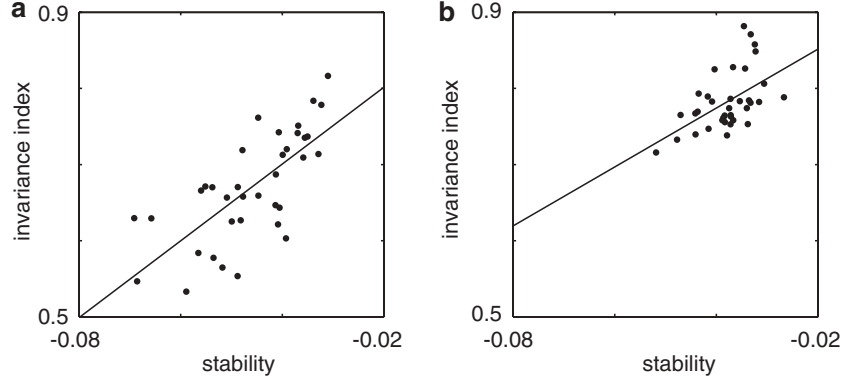 a
0.9
invariance index
0.5
-0.08
-0.02
stability
b
0.9
invariance index
0.5
-0.08
-0.02
stability